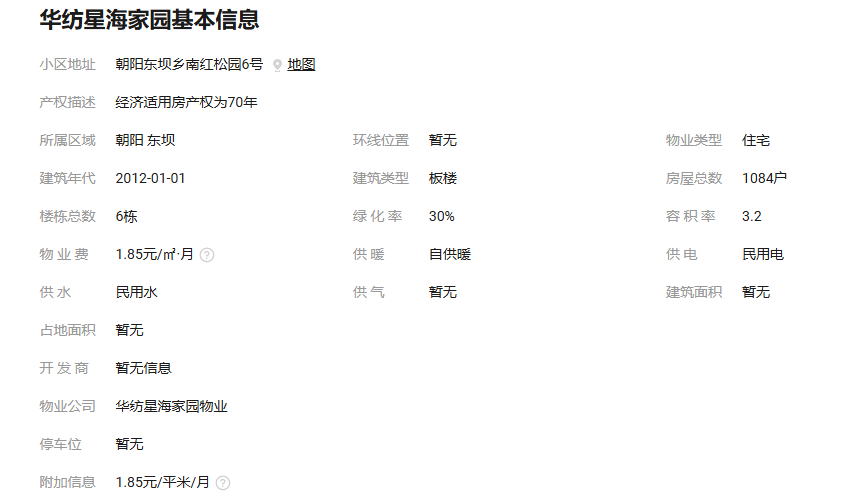 华纺星海家园基本信息
小区地址 朝阳东坝乡南红松园6号 地图
产权描述 经济适用房产权为70年
所属区域 朝阳 东坝 环线位置 暂无 物业类型 住宅
建筑年代 2012-01-01 建筑类型 板楼 房屋总数 1084户
楼栋总数 6栋 绿 化 率 30% 容 积 率 3.2
物 业 费 1.85元/㎡·月 ? 供 暖 自供暖 供 电 民用电
供 水 民用水 供 气 暂无 建筑面积 暂无
占地面积 暂无
开 发 商 暂无信息
物业公司 华纺星海家园物业
停车位 暂无
附加信息 1.85元/平米/月 ?